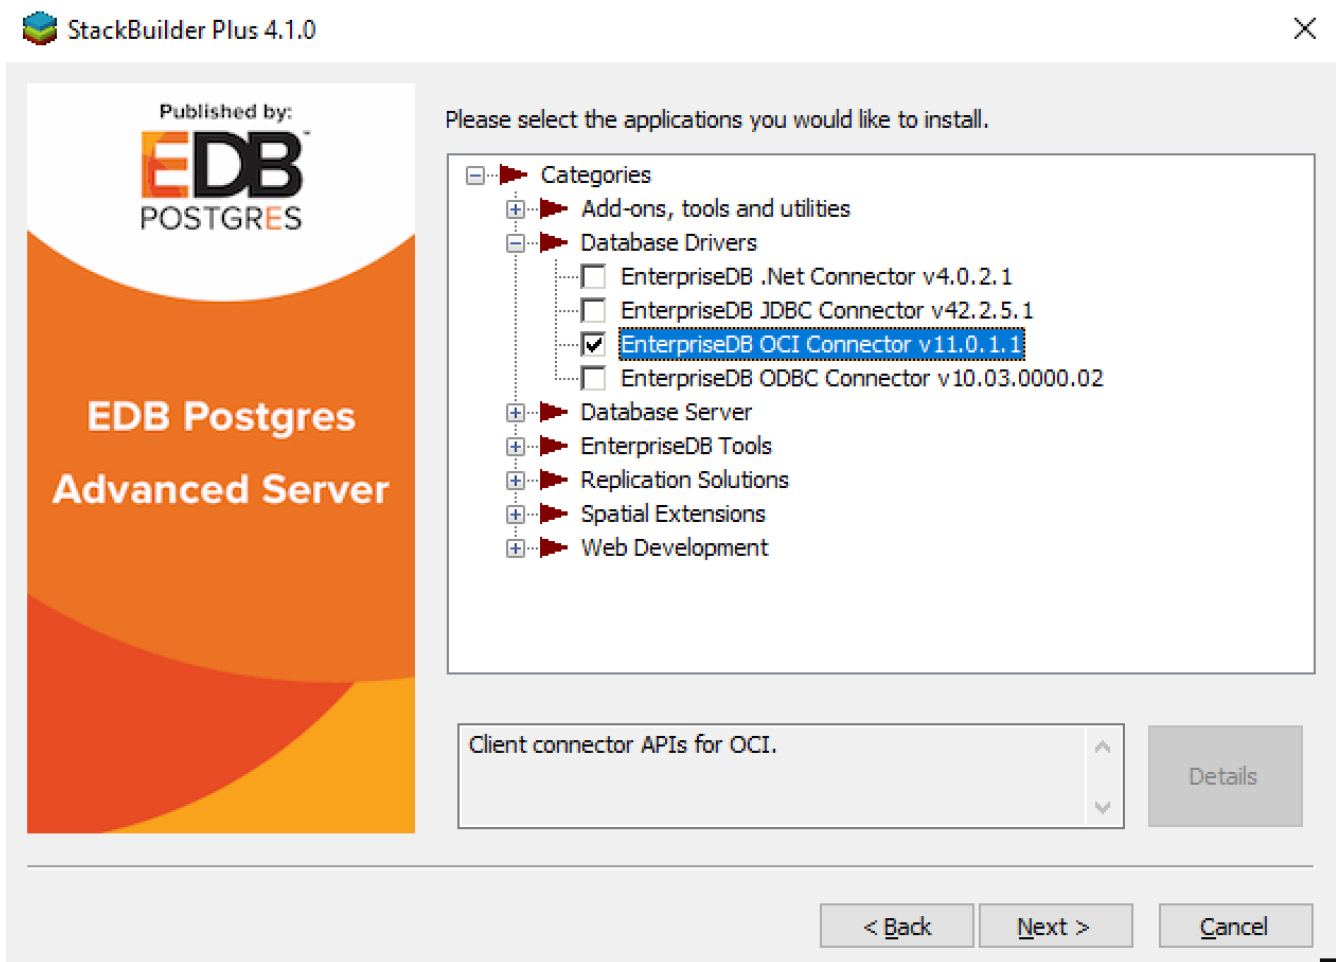 StackBuilder Plus 4.1.0
Published by:
EDB™
POSTGRES
EDB Postgres
Advanced Server
Please select the applications you would like to install.
Categories
Add-ons, tools and utilities
Database Drivers
EnterpriseDB .Net Connector v4.0.2.1
EnterpriseDB JDBC Connector v42.2.5.1
EnterpriseDB OCI Connector v11.0.1.1
EnterpriseDB ODBC Connector v10.03.0000.02
Database Server
EnterpriseDB Tools
Replication Solutions
Spatial Extensions
Web Development
Client connector APIs for OCI.
Details
< Back
Next >
Cancel